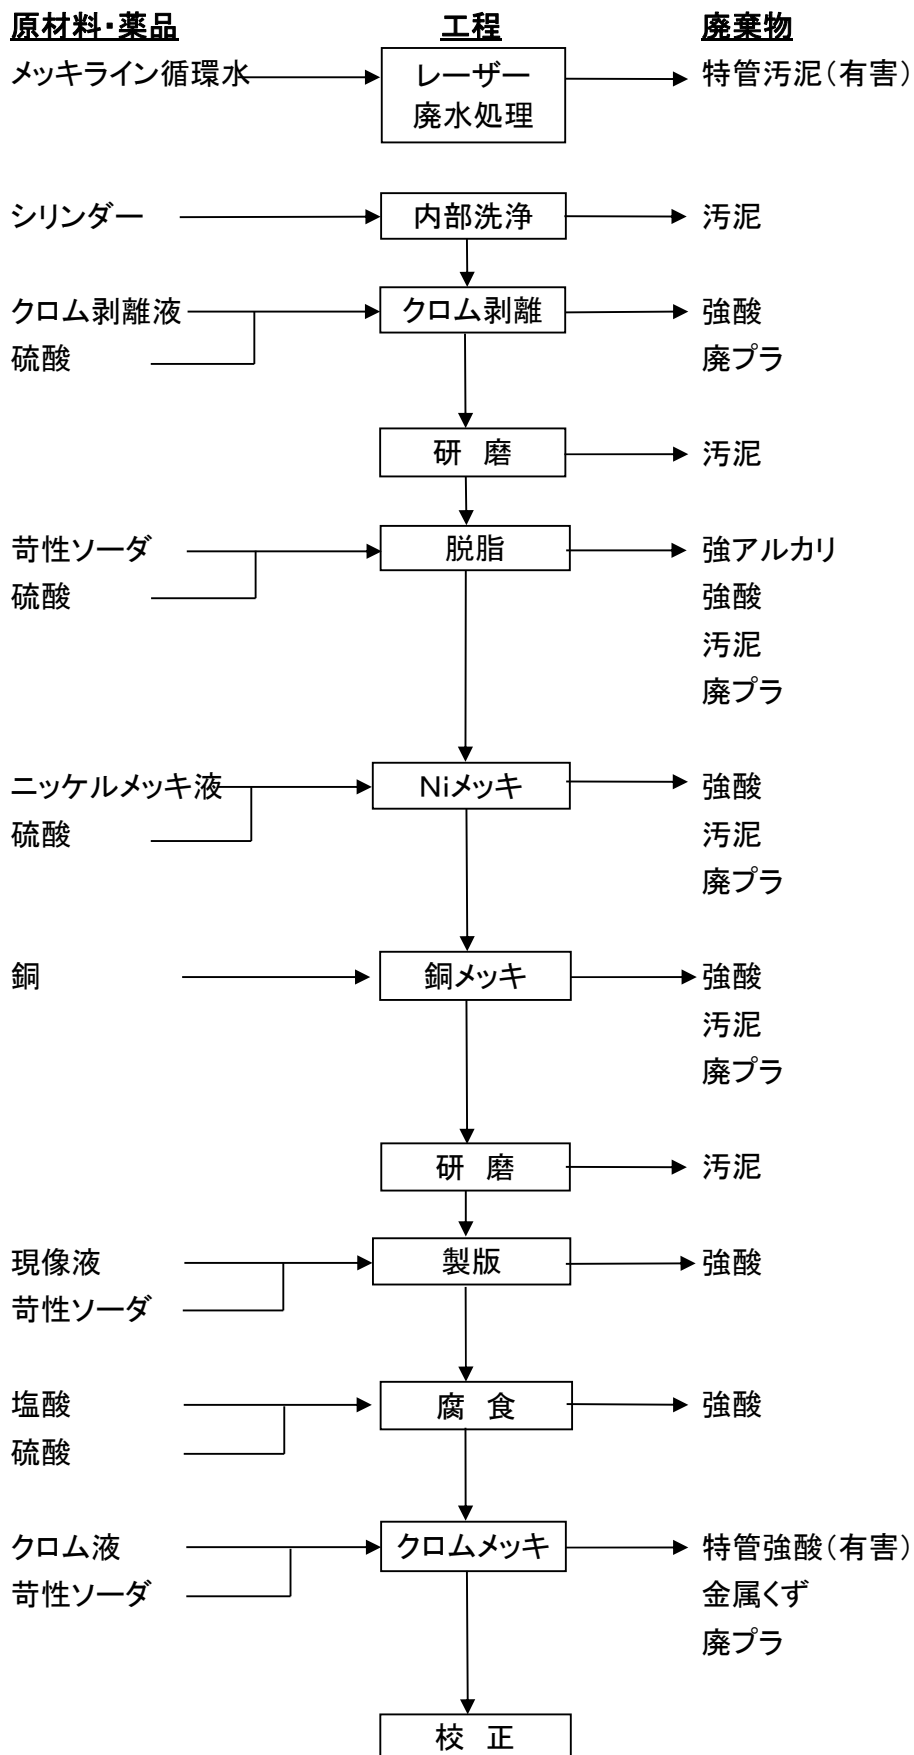 原材料・薬品 工程 廃棄物
メッキライン循環水 レーザー 特管汚泥(有害)
廃水処理
シリンダー 内部洗浄 汚泥
クロム剥離液 クロム剥離 強酸
硫酸 廃プラ
研 磨 汚泥
苛性ソーダ 脱脂 強アルカリ
硫酸 強酸
汚泥
廃プラ
ニッケルメッキ液 Niメッキ 強酸
硫酸 汚泥
廃プラ
銅 銅メッキ 強酸
汚泥
廃プラ
研 磨 汚泥
現像液 製版 強酸
苛性ソーダ
塩酸 腐 食 強酸
硫酸
クロム液 クロムメッキ 特管強酸(有害)
苛性ソーダ 金属くず
廃プラ
校 正